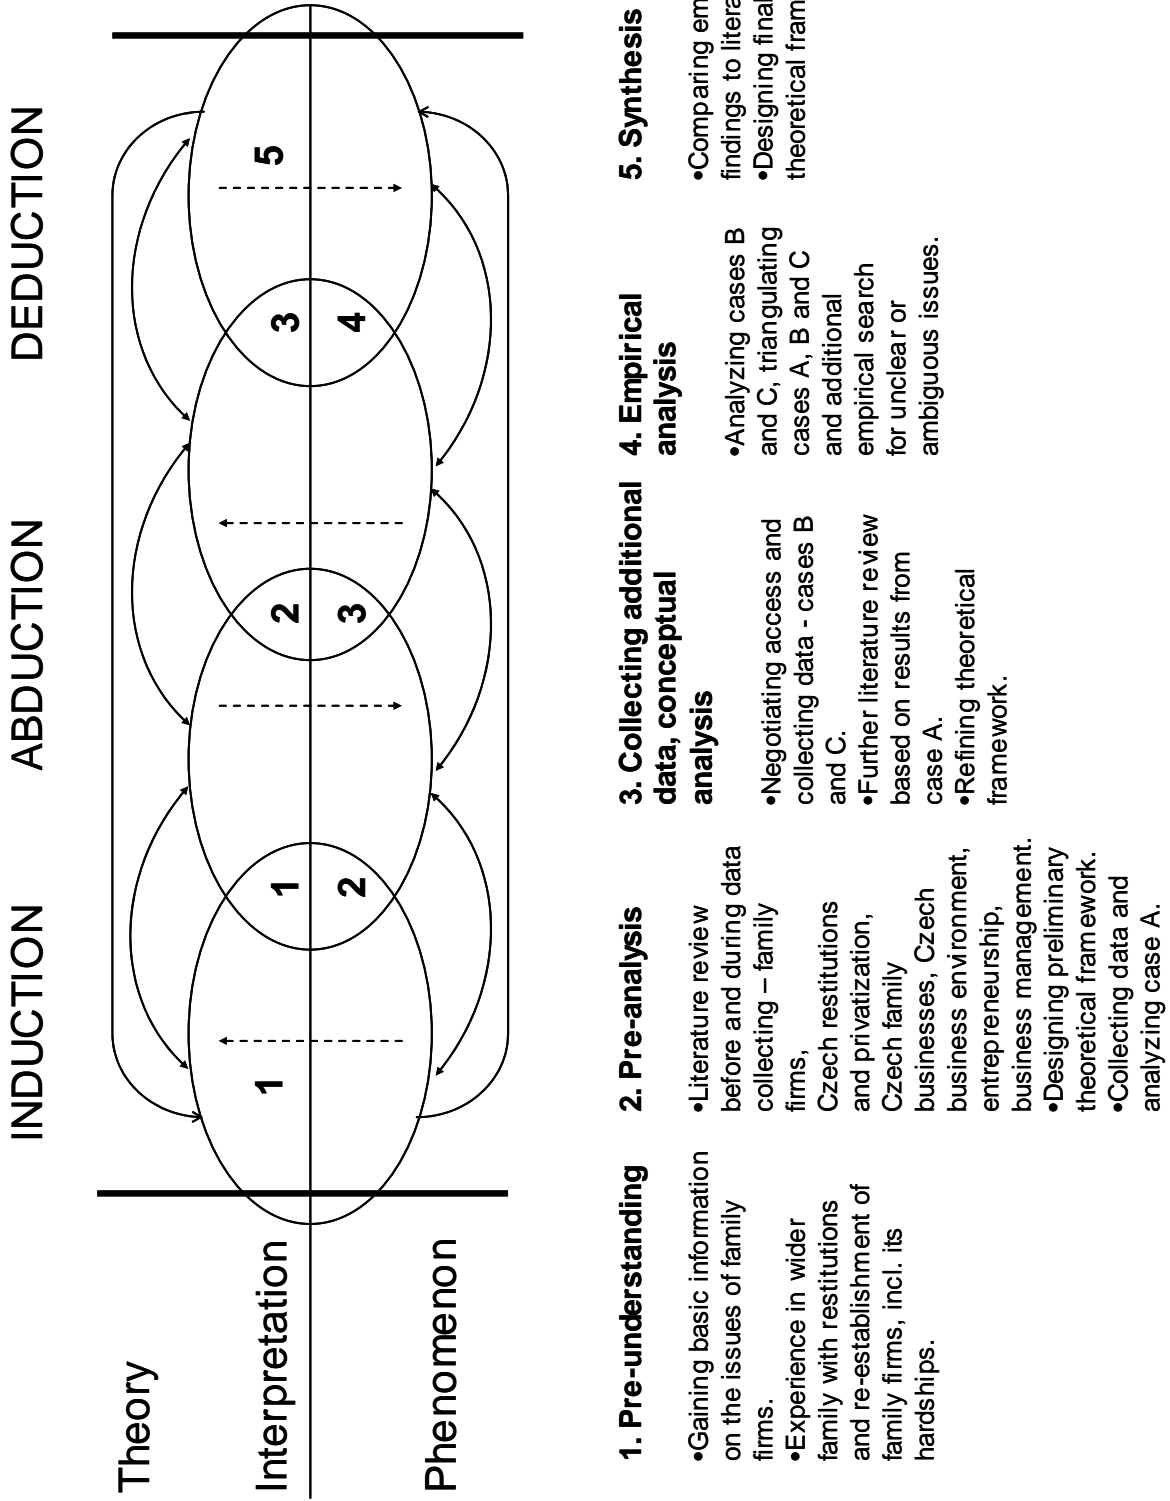 INDUCTION
ABDUCTION
DEDUCTION
Theory
Interpretation
Phenomenon
1
1
2
2
3
3
4
5
1. Pre-understanding
•Gaining basic information
on the issues of family
firms.
•Experience in wider
family with restitutions
and re-establishment of
family firms, incl. its
hardships.
2. Pre-analysis
•Literature review
before and during data
collecting – family
firms,
Czech restitutions
and privatization,
Czech family
businesses, Czech
business environment,
entrepreneurship,
business management.
•Designing preliminary
theoretical framework.
•Collecting data and
analyzing case A.
3. Collecting additional
data, conceptual
analysis
•Negotiating access and
collecting data - cases B
and C.
•Further literature review
based on results from
case A.
•Refining theoretical
framework.
4. Empirical
analysis
•Analyzing cases B
and C, triangulating
cases A, B and C
and additional
empirical search
for unclear or
ambiguous issues.
5. Synthesis
•Comparing
findings to
•Designing final
theoretical